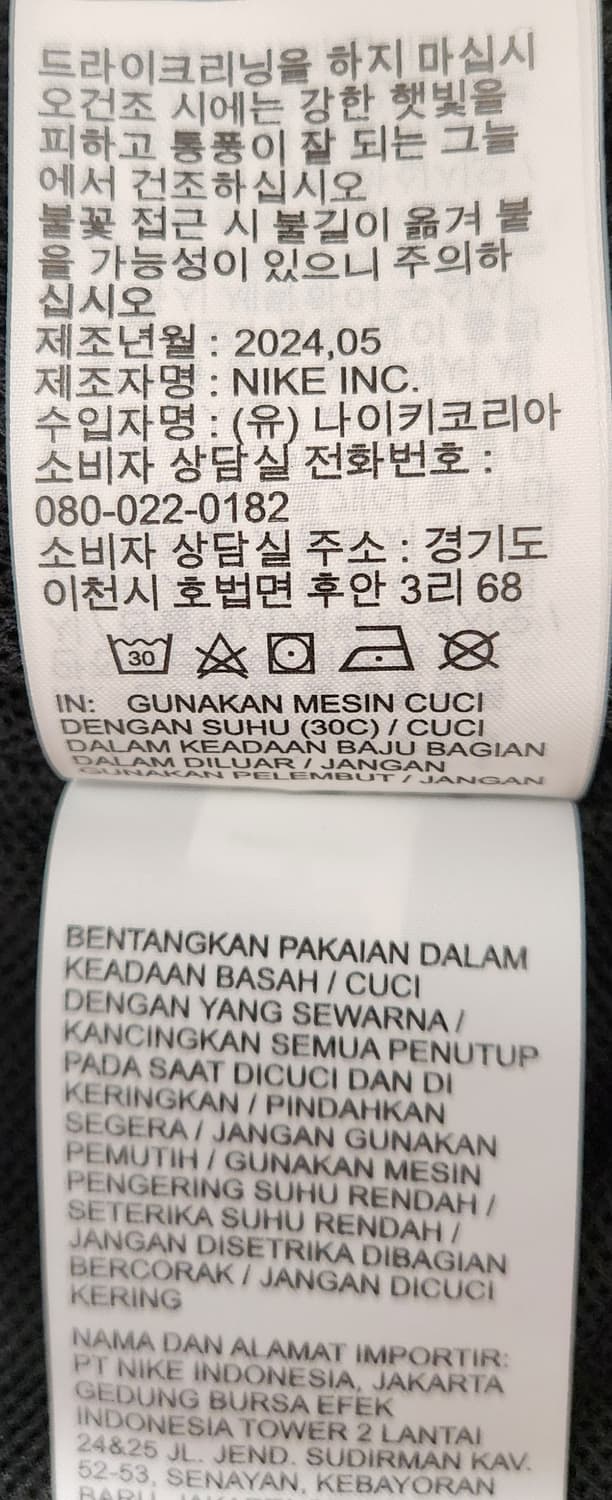 드라이크리닝을 하지 마십시
오건조 시에는 강한 햇빛을
피하고 통풍이 잘 되는 그늘
에서 건조하십시오
불꽃 접근 시 불길이 옮겨 붙
을 가능성이 있으니 주의하
십시오
제조년월 : 2024,05
제조자명 : NIKE INC.
수입자명 : (유) 나이키코리아
소비자 상담실 전화번호 :
080-022-0182
소비자 상담실 주소 : 경기도
이천시 호법면 후안 3리 68
30
IN: GUNAKAN MESIN CUCI
DENGAN SUHU (30C) / CUCI
DALAM KEADAAN BAJU BAGIAN
DALAM DILUAR / JANGAN
GUNAKAN PELEMBUT / JANGAN
BENTANGKAN PAKAIAN DALAM
KEADAAN BASAH / CUCI
DENGAN YANG SEWARNA /
KANCINGKAN SEMUA PENUTUP
PADA SAAT DICUCI DAN DI
KERINGKAN / PINDAHKAN
SEGERA / JANGAN GUNAKAN
PEMUTIH / GUNAKAN MESIN
PENGERING SUHU RENDAH /
SETERIKA SUHU RENDAH /
JANGAN DISETRIKA DIBAGIAN
BERCORAK / JANGAN DICUCI
KERING
NAMA DAN ALAMAT IMPORTIR:
PT NIKE INDONESIA, JAKARTA
GEDUNG BURSA EFEK
INDONESIA TOWER 2 LANTAI
24&25 JL. JEND. SUDIRMAN KAV.
52-53, SENAYAN, KEBAYORAN